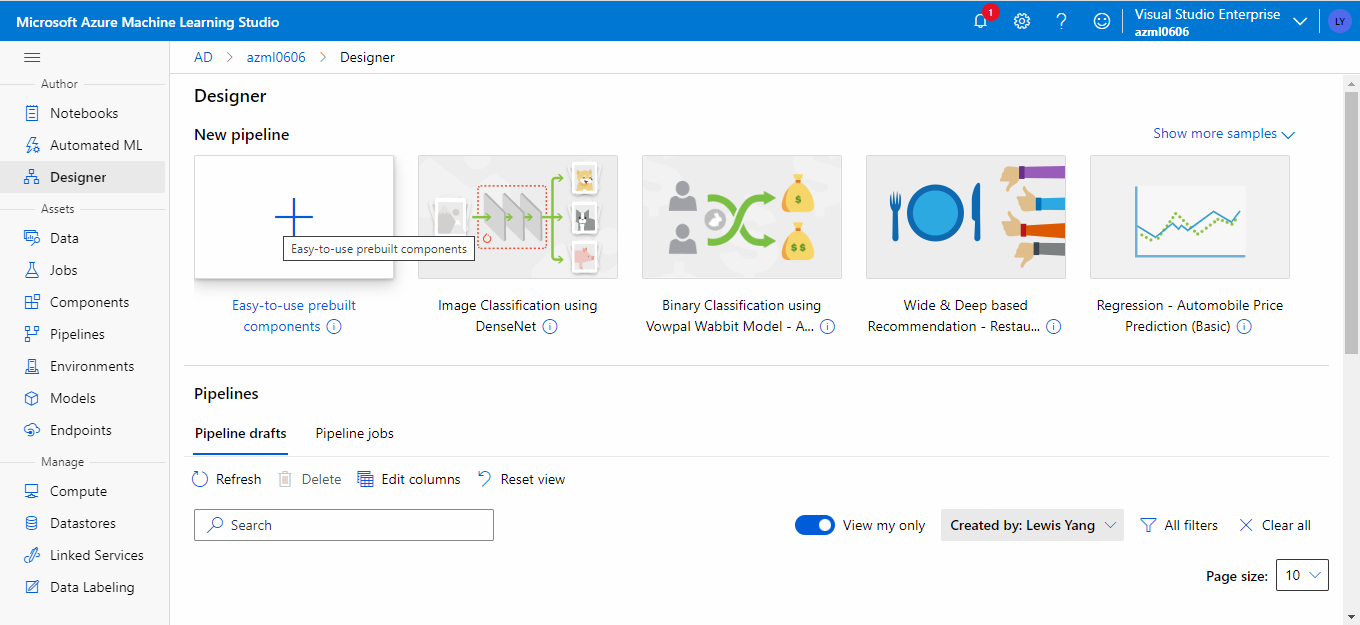 Microsoft Azure Machine Learning Studio
1
Visual Studio Enterprise
azml0606
LY
AD > azml0606 > Designer
Author
Notebooks
Automated ML
Designer
Assets
Data
Jobs
Components
Pipelines
Environments
Models
Endpoints
Manage
Compute
Datastores
Linked Services
Data Labeling
Designer
New pipeline
Show more samples
Easy-to-use prebuilt components
$
$$
Easy-to-use prebuilt
components
Image Classification using
DenseNet
Binary Classification using
Vowpal Wabbit Model - A...
Wide & Deep based
Recommendation - Restau...
Regression - Automobile Price
Prediction (Basic)
Pipelines
Pipeline drafts Pipeline jobs
Refresh Delete Edit columns Reset view
Search
View my only
Created by: Lewis Yang
All filters
Clear all
Page size: 10